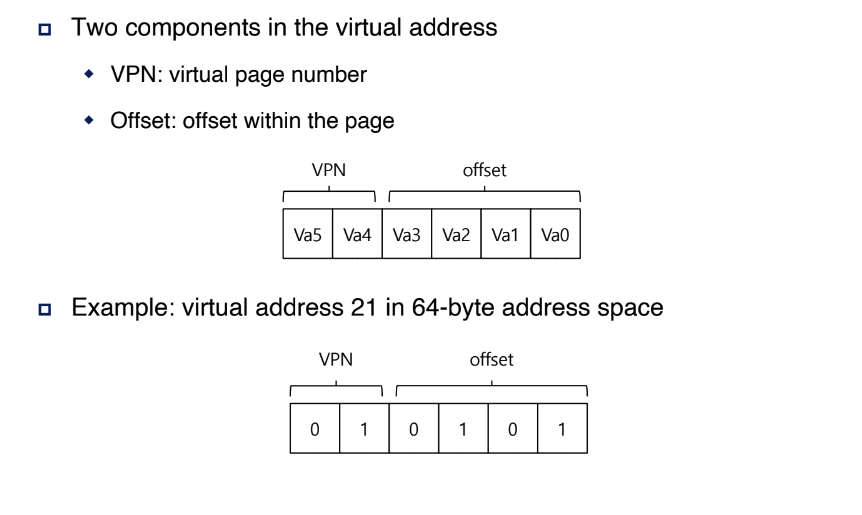 Two components in the virtual address
VPN: virtual page number
Offset: offset within the page
VPN offset
Va5 Va4 Va3 Va2 Va1 Va0
Example: virtual address 21 in 64-byte address space
VPN offset
0 1 0 1 0 1